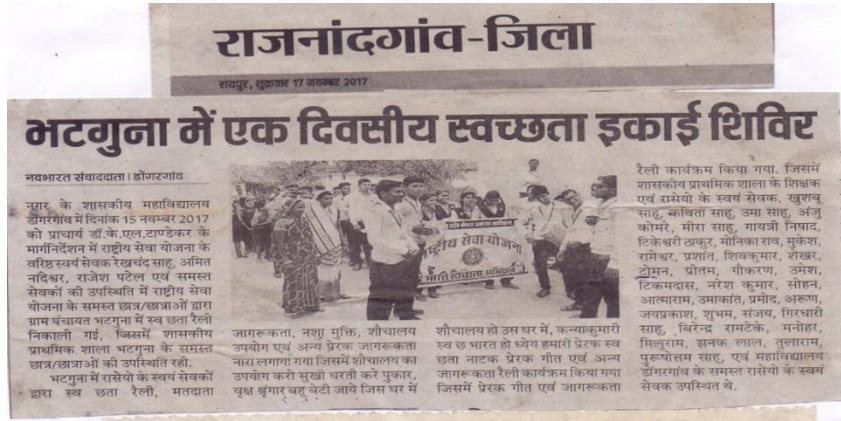 राजनांदगांव-जिला
रायपुर, शुक्रवार 17 नवम्बर 2017
भटगुना में एक दिवसीय स्वच्छता इकाई शिविर
नवभारत संवाददाता। डोंगरगांव
नगर के शासकीय महाविद्यालय
डोंगरगांव में दिनांक 15 नवम्बर 2017
को प्राचार्य डॉ.के.एल.टाण्डेकर के
मार्गनिर्देशन में राष्ट्रीय सेवा योजना के
वरिष्ठ स्वयं सेवक रेखचंद साहू, अमित
नदिश्वर, राजेश पटेल एवं समस्त
सेवकों की उपस्थिति में राष्ट्रीय सेवा
योजना के समस्त छात्र/छात्राओं द्वारा
ग्राम पंचायत भटगुना में स्व छता रैली
निकाली गई, जिसमें शासकीय
प्राथमिक शाला भटगुना के समस्त
छात्र/छात्राओं की उपस्थिति रही.
भटगुना में रासेयो के स्वयं सेवकों
द्वारा स्व छता रैली, मतदाता
राष्ट्रीय सेवा योजना
जागरूकता, नशा मुक्ति, शौचालय
उपयोग एवं अन्य प्रेरक जागरूकता
नारा लगाया गया जिसमें शौचालय का
उपयोग करो सुखो धरती करे पुकार,
वृक्ष श्रृंगार बहू बेटी जाये जिस घर में
शौचालय हो उस घर में, कन्याकुमारी
स्व छ भारत हो ध्येय हमारी प्रेरक स्व
छता नाटक प्रेरक गीत एवं अन्य
जागरूकता रैली कार्यक्रम किया गया
जिसमें प्रेरक गीत एवं जागरूकता
रैली कार्यक्रम किया गया. जिसमें
शासकीय प्राथमिक शाला के शिक्षक
एवं रासेयो के स्वयं सेवक, खुशबू
साहू, कविता साहू, उमा साहू, अंजु
कोमरे, मीरा साहू, गायत्री निषाद,
टिकेश्वरी ठाकुर, मोनिका राव, मुकेश,
रामेश्वर, प्रशांत, शिवकुमार, शेखर,
टोमन, प्रीतम, गौकरण, उमेश,
टिकमदास, नरेश कुमार, सोहन,
आत्माराम, उमाकांत, प्रमोद, अरूण,
जयप्रकाश, शुभम, संजय, गिरधारी
साहू, बिरेन्द्र रामटेके, मनोहर,
मिलुराम, झनक लाल, तुलाराम,
पुरूषोत्तम साहू, एवं महाविद्यालय
डोंगरगांव के समस्त रासेयो के स्वयं
सेवक उपस्थित थे.